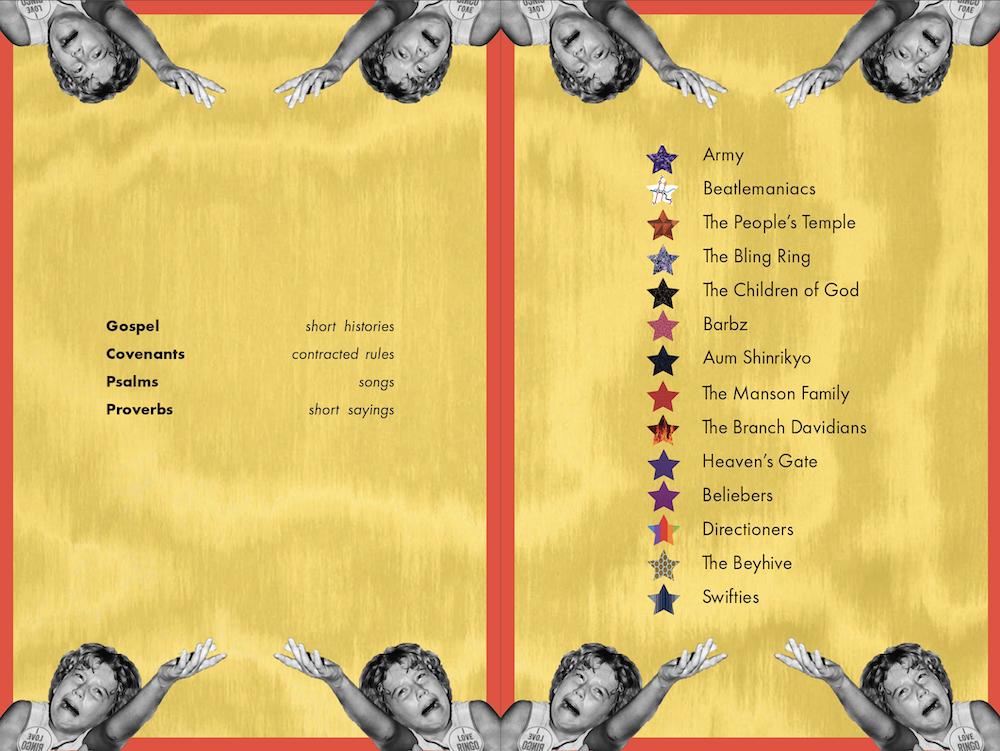 Gospel short histories
Covenants contracted rules
Psalms songs
Proverbs short sayings
Army
Beatlemaniacs
The People's Temple
The Bling Ring
The Children of God
Barbz
Aum Shinrikyo
The Manson Family
The Branch Davidians
Heaven's Gate
Beliebers
Directioners
The Beyhive
Swifties
LOVE
RINGO